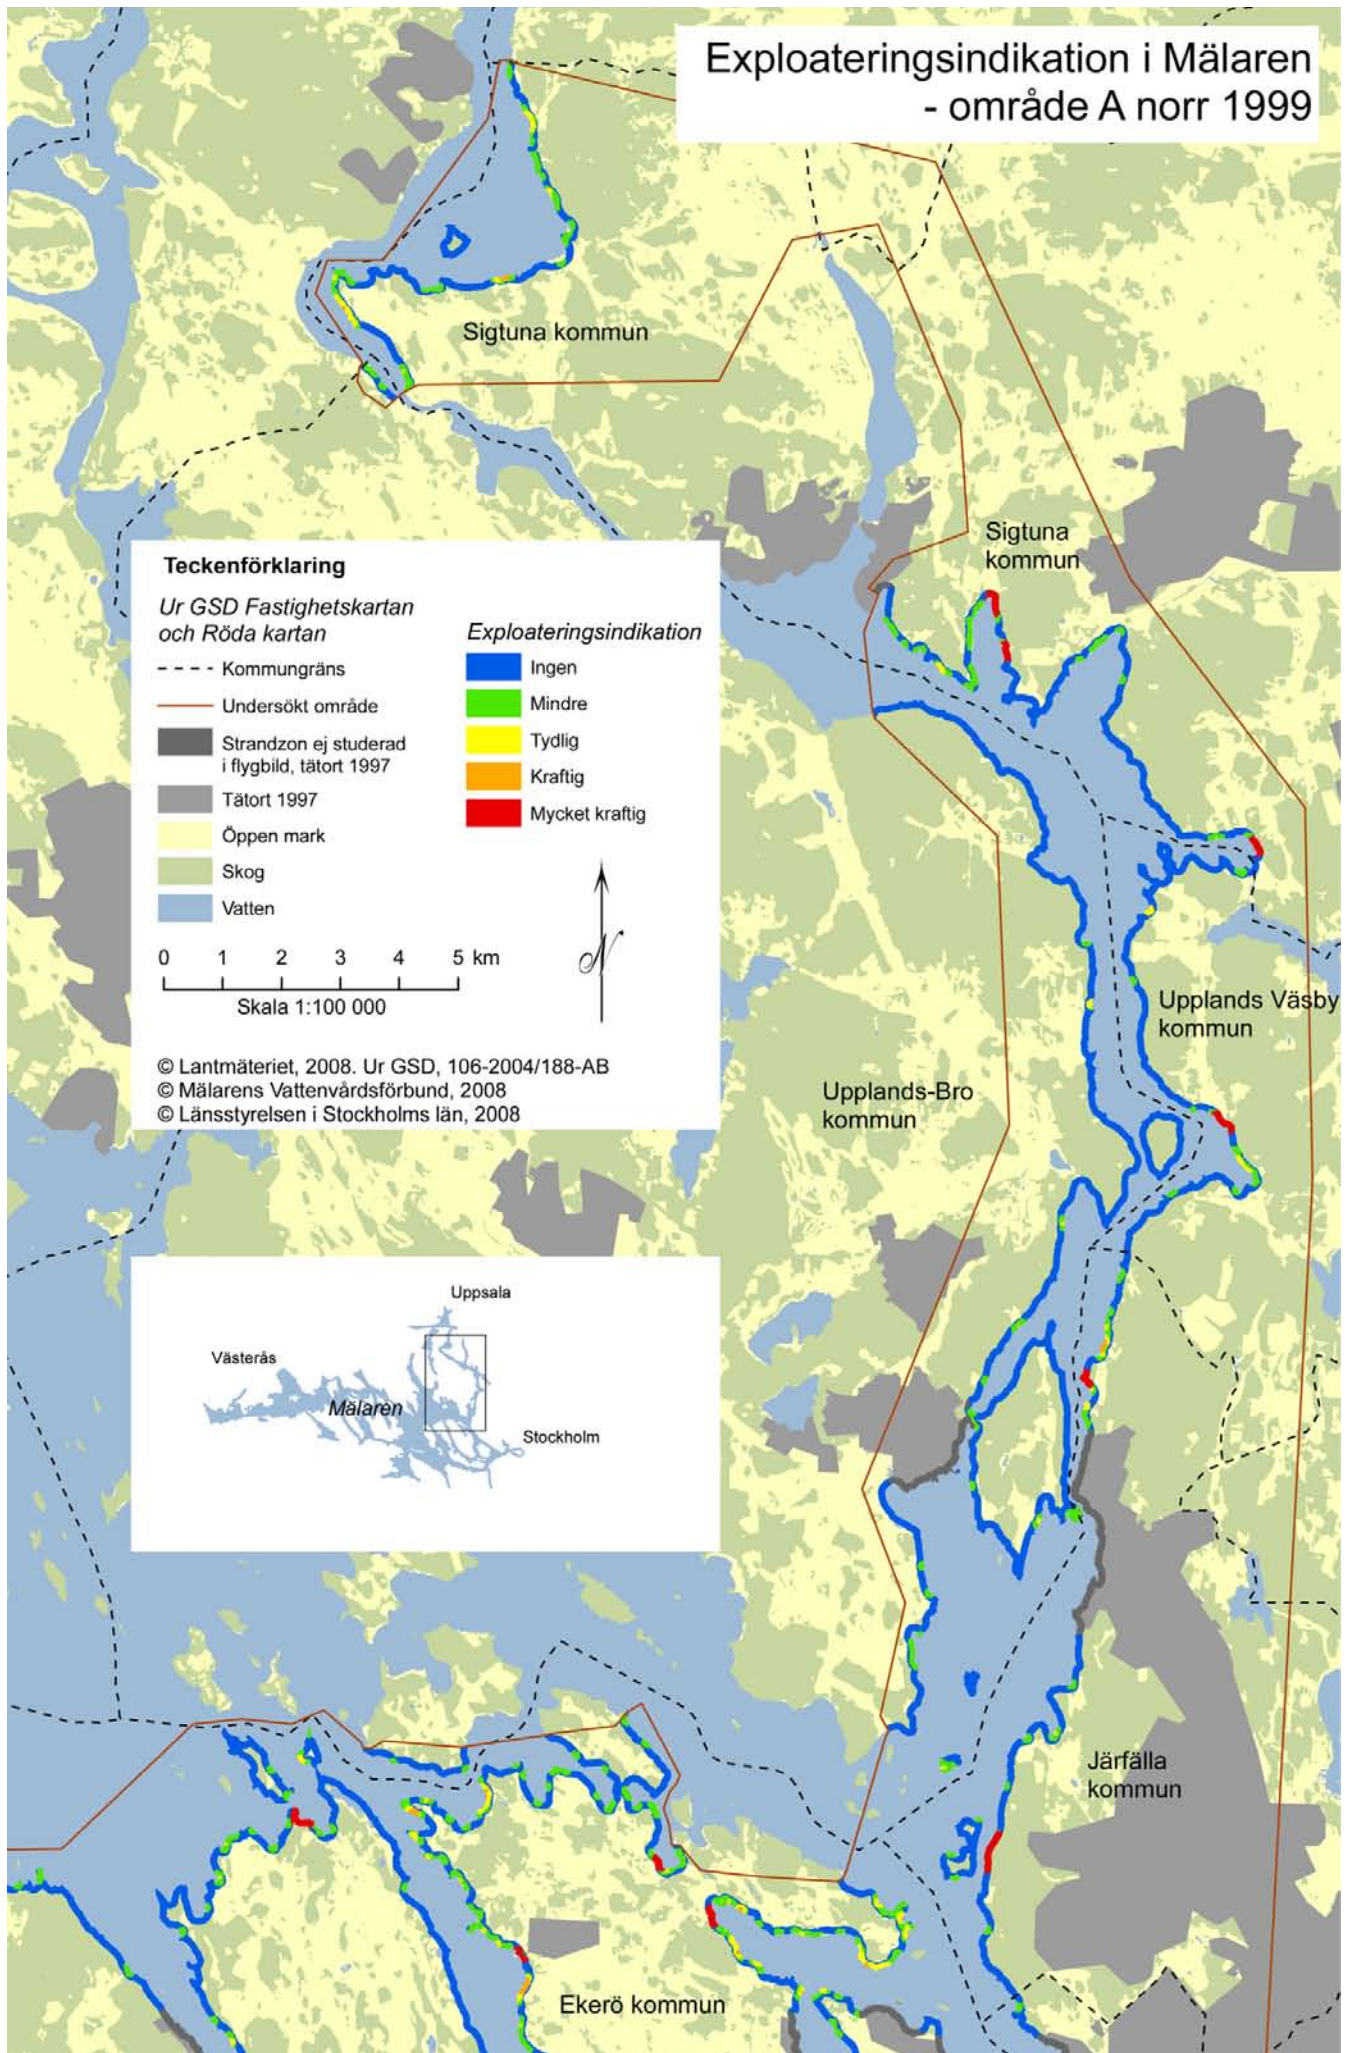 Exploateringsindikation i Mälaren
- område A norr 1999
Sigtuna kommun
Sigtuna
kommun
Teckenförklaring
Ur GSD Fastighetskartan
och Röda kartan
Kommungräns
Undersökt område
Strandzon ej studerad
i flygbild, tätort 1997
Tätort 1997
Öppen mark
Skog
Vatten
Exploateringsindikation
Ingen
Mindre
Tydlig
Kraftig
Mycket kraftig
0 1 2 3 4 5 km
Skala 1:100 000
N
© Lantmäteriet, 2008. Ur GSD, 106-2004/188-AB
© Mälarens Vattenvårdsförbund, 2008
© Länsstyrelsen i Stockholms län, 2008
Upplands Väsby
kommun
Upplands-Bro
kommun
Uppsala
Västerås
Mälaren
Stockholm
Järfälla
kommun
Ekerö kommun